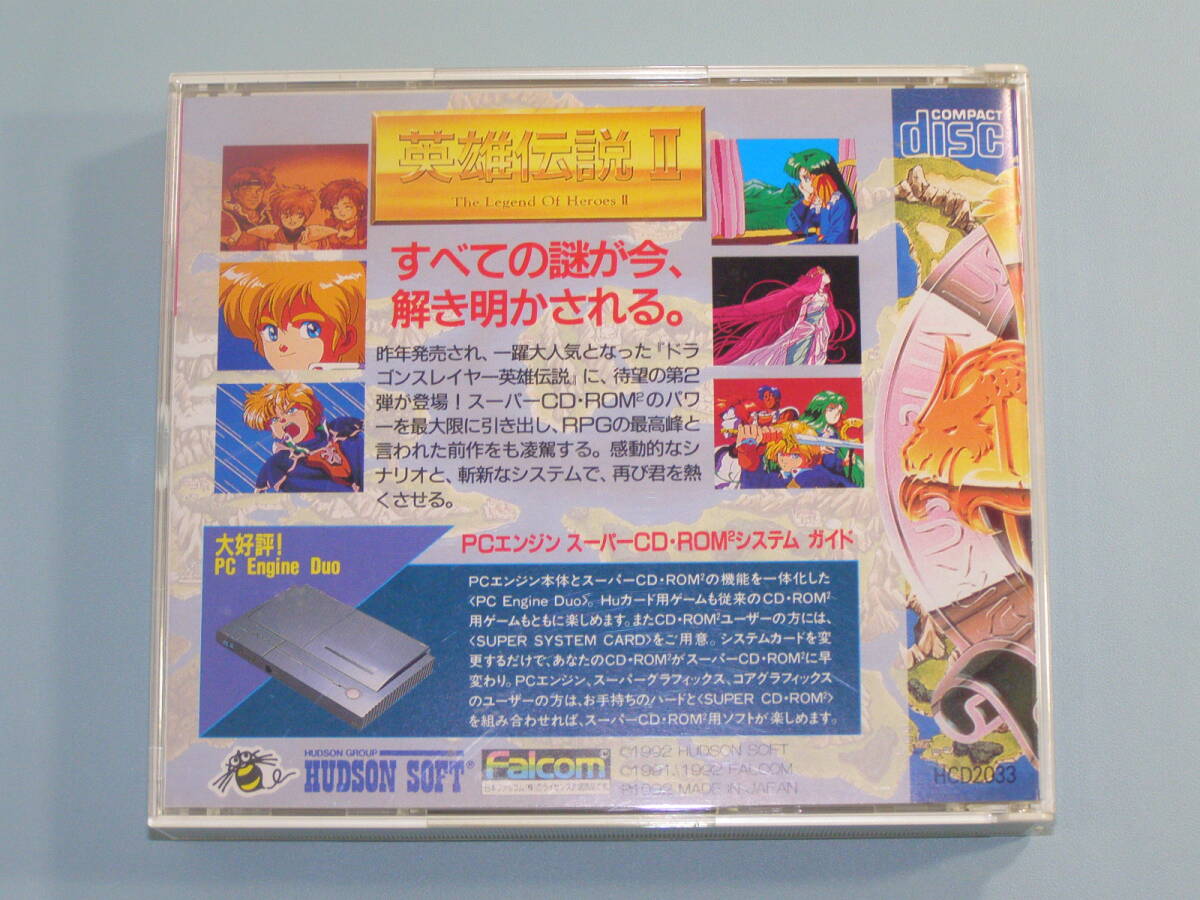 英雄伝説 II
The Legend Of Heroes II
COMPACT
disc
すべての謎が今、
解き明かされる。
昨年発売され、一躍大人気となった『ドラ
ゴンスレイヤー英雄伝説』に、待望の第2
弾が登場！スーパーCD・ROM²のパワ
ーを最大限に引き出し、RPGの最高峰と
言われた前作をも凌駕する。感動的なシ
ナリオと、斬新なシステムで、再び君を熱
くさせる。
大好評！
PC Engine Duo
PCエンジン スーパーCD・ROM²システム ガイド
PCエンジン本体とスーパーCD・ROM²の機能を一体化した
〈PC Engine Duo〉。Huカード用ゲームも従来のCD・ROM²
用ゲームもともに楽しめます。またCD・ROM²ユーザーの方には、
〈SUPER SYSTEM CARD〉をご用意。システムカードを変
更するだけで、あなたのCD・ROM²がスーパーCD・ROM²に早
変わり。PCエンジン、スーパーグラフィックス、コアグラフィックス
のユーザーの方は、お手持ちのハードと〈SUPER CD・ROM²〉
を組み合わせれば、スーパーCD・ROM²用ソフトが楽しめます。
HUDSON GROUP
HUDSON SOFT®
Falcom
©1992 HUDSON SOFT
©1991,1992 FALCOM
℗1992 MADE IN JAPAN
HCD2033